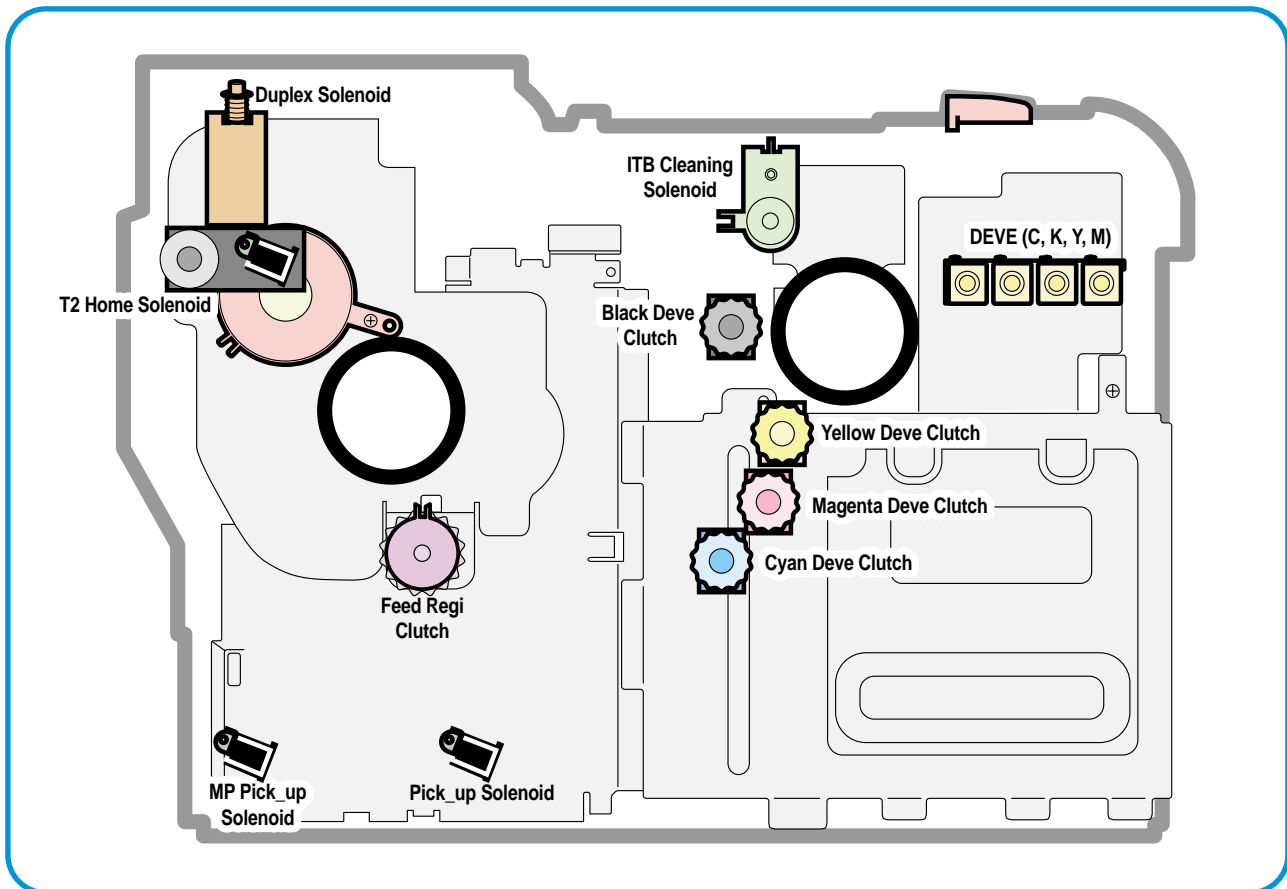 Duplex Solenoid
ITB Cleaning
Solenoid
DEVE (C, K, Y, M)
T2 Home Solenoid
Black Deve
Clutch
Yellow Deve Clutch
Magenta Deve Clutch
Cyan Deve Clutch
Feed Regi
Clutch
MP Pick_up
Solenoid
Pick_up Solenoid